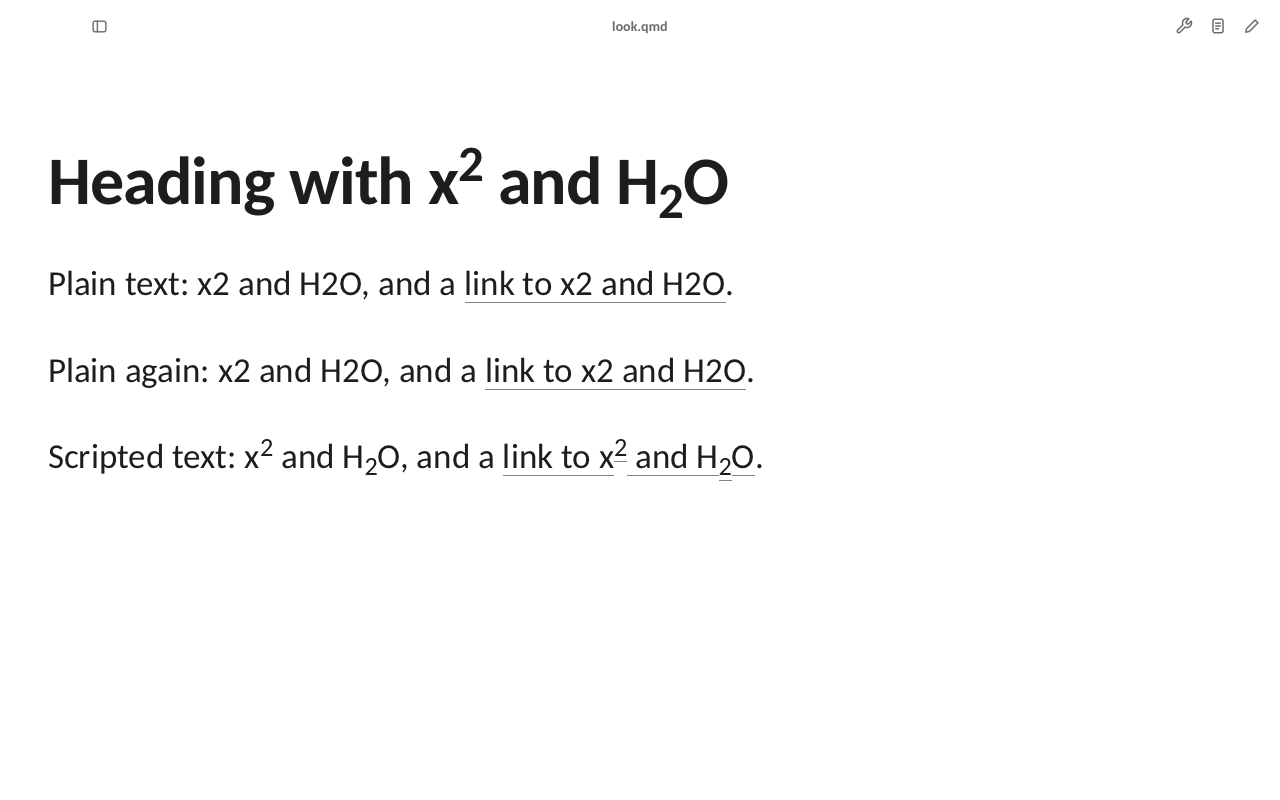 look.qmd
Heading with x² and H₂O
Plain text: x2 and H2O, and a link to x2 and H2O.
Plain again: x2 and H2O, and a link to x2 and H2O.
Scripted text: x² and H₂O, and a link to x² and H₂O.